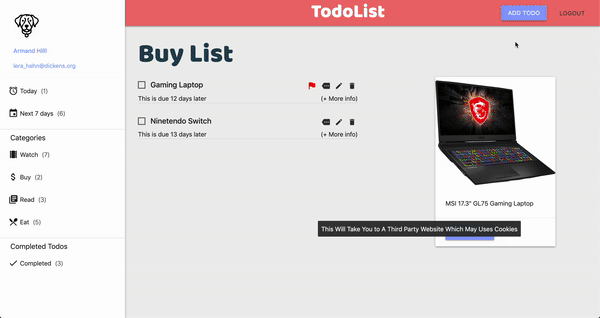 TodoList
ADD TODO
LOGOUT
Armand Hilll
iera_hahn@dickens.org
Today (1)
Next 7 days (6)
Categories
Watch (7)
Buy (2)
Read (3)
Eat (5)
Completed Todos
Completed (3)
Buy List
Gaming Laptop
This is due 12 days later
(+ More info)
Ninetendo Switch
This is due 13 days later
(+ More info)
MSI 17.3" GL75 Gaming Laptop
This Will Take You to A Third Party Website Which May Uses Cookies